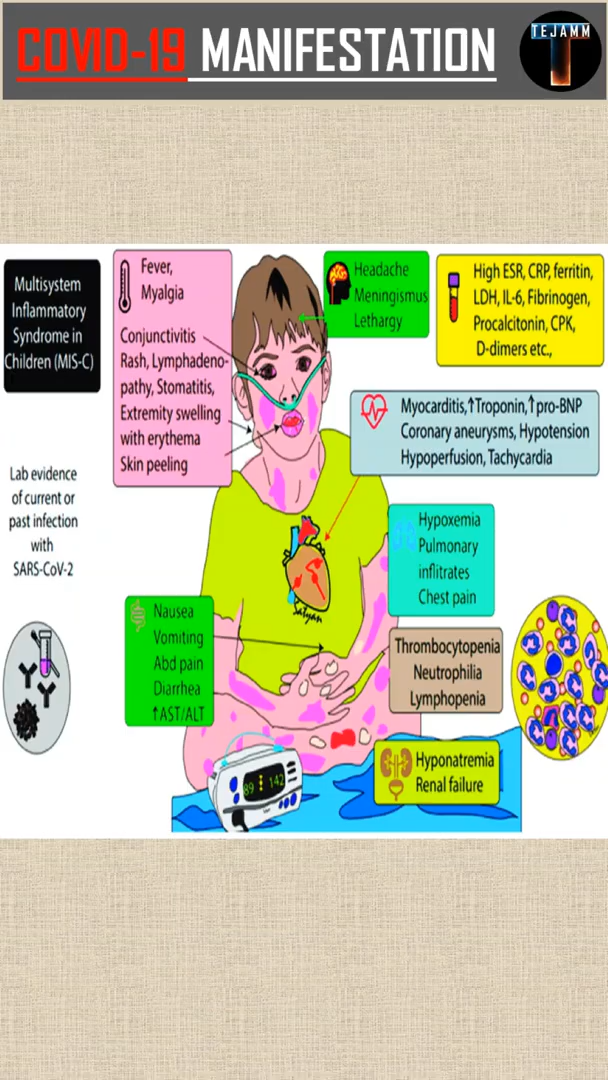 COVID-19 MANIFESTATION
TEJAMM
Multisystem
Inflammatory
Syndrome in
Children (MIS-C)
Fever,
Myalgia
Conjunctivitis
Rash, Lymphadeno-
pathy, Stomatitis,
Extremity swelling
with erythema
Skin peeling
Headache
Meningismus
Lethargy
High ESR, CRP, ferritin,
LDH, IL-6, Fibrinogen,
Procalcitonin, CPK,
D-dimers etc.,
Myocarditis,↑Troponin,↑pro-BNP
Coronary aneurysms, Hypotension
Hypoperfusion, Tachycardia
Lab evidence
of current or
past infection
with
SARS-CoV-2
Hypoxemia
Pulmonary
inflitrates
Chest pain
Satyan
Nausea
Vomiting
Abd pain
Diarrhea
↑AST/ALT
Thrombocytopenia
Neutrophilia
Lymphopenia
Hyponatremia
Renal failure
89 142